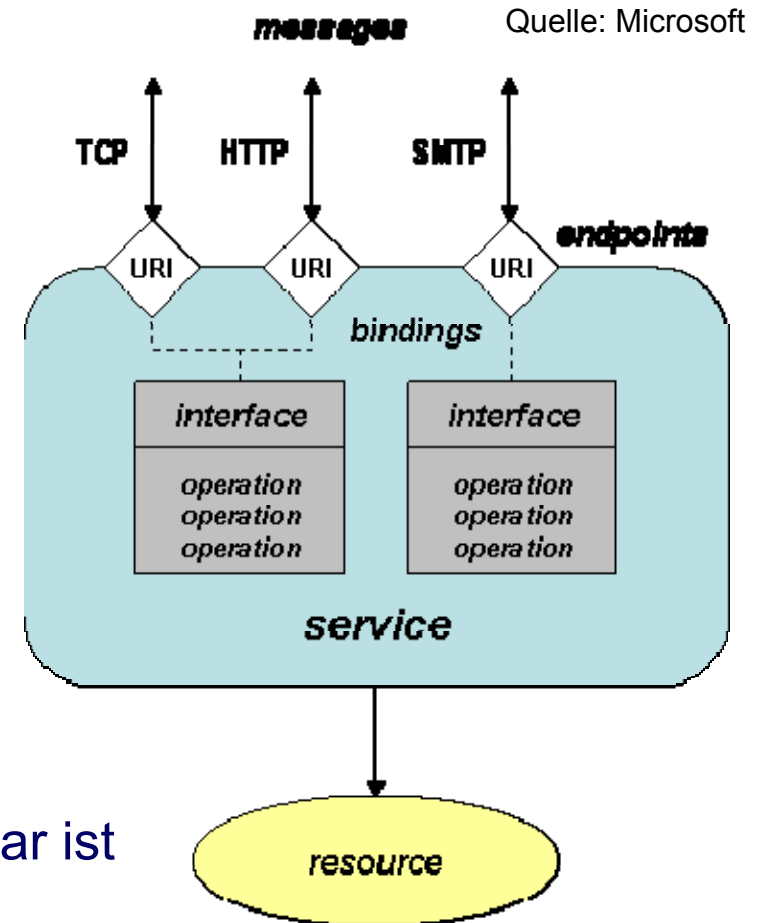 messages Quelle: Microsoft
TCP HTTP SMTP
endpoints
URI URI URI
bindings
interface interface
operation operation
operation operation
operation operation
service
ar ist
resource